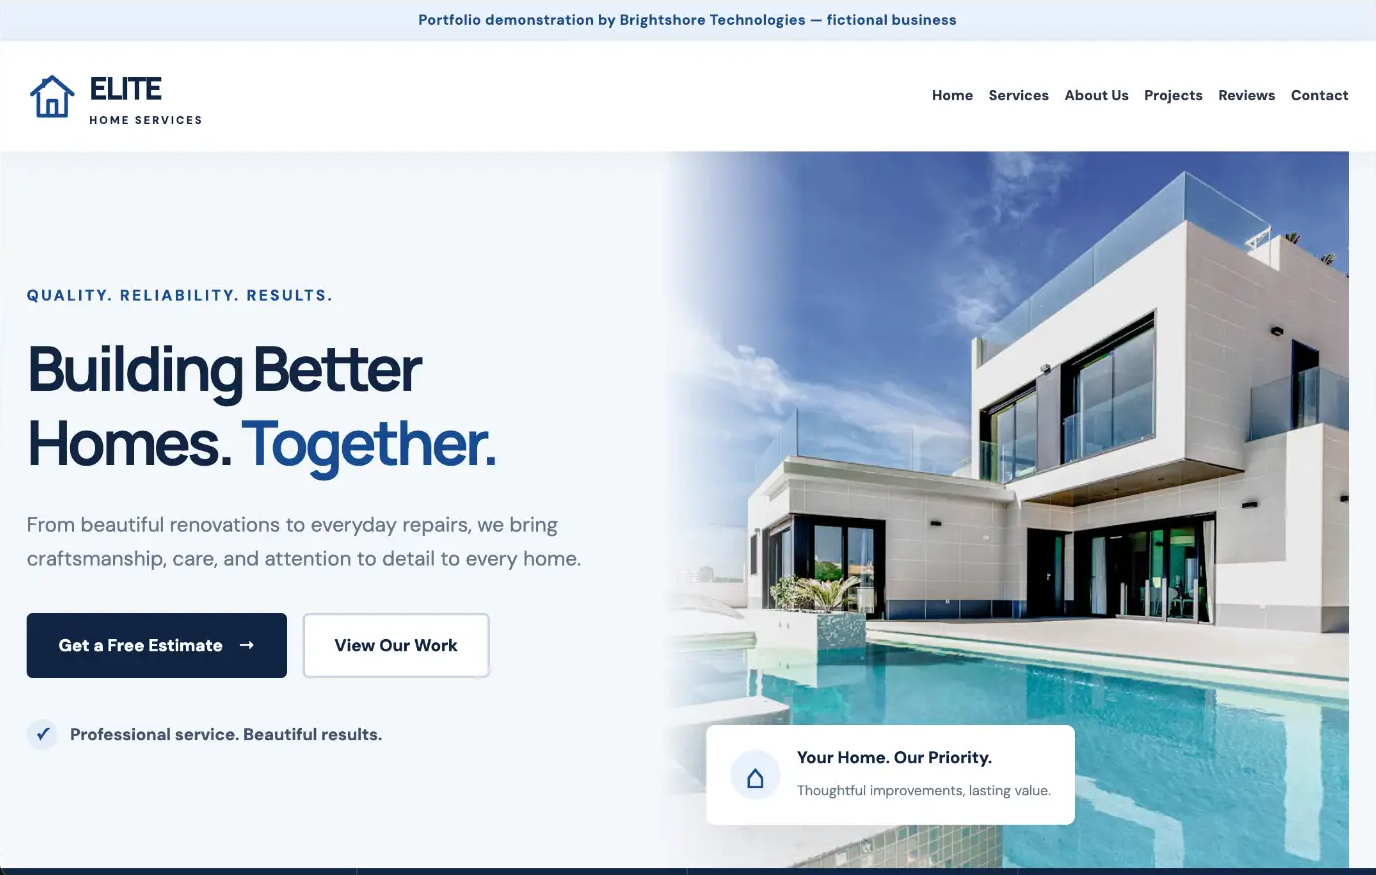 Portfolio demonstration by Brightshore Technologies — fictional business
ELITE
HOME SERVICES
Home Services About Us Projects Reviews Contact
QUALITY. RELIABILITY. RESULTS.
Building Better
Homes. Together.
From beautiful renovations to everyday repairs, we bring
craftsmanship, care, and attention to detail to every home.
Get a Free Estimate →
View Our Work
✓ Professional service. Beautiful results.
Your Home. Our Priority.
Thoughtful improvements, lasting value.